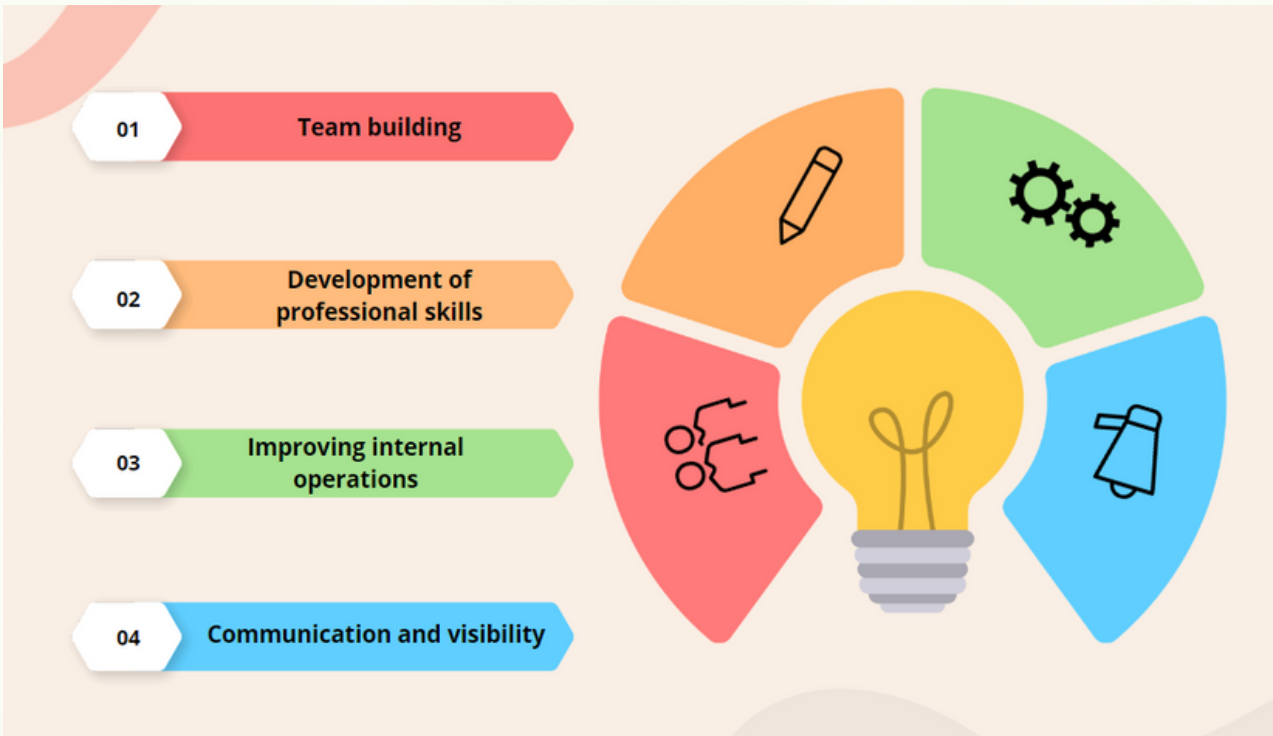 01
Team building
02
Development of
professional skills
03
Improving internal
operations
04
Communication and visibility